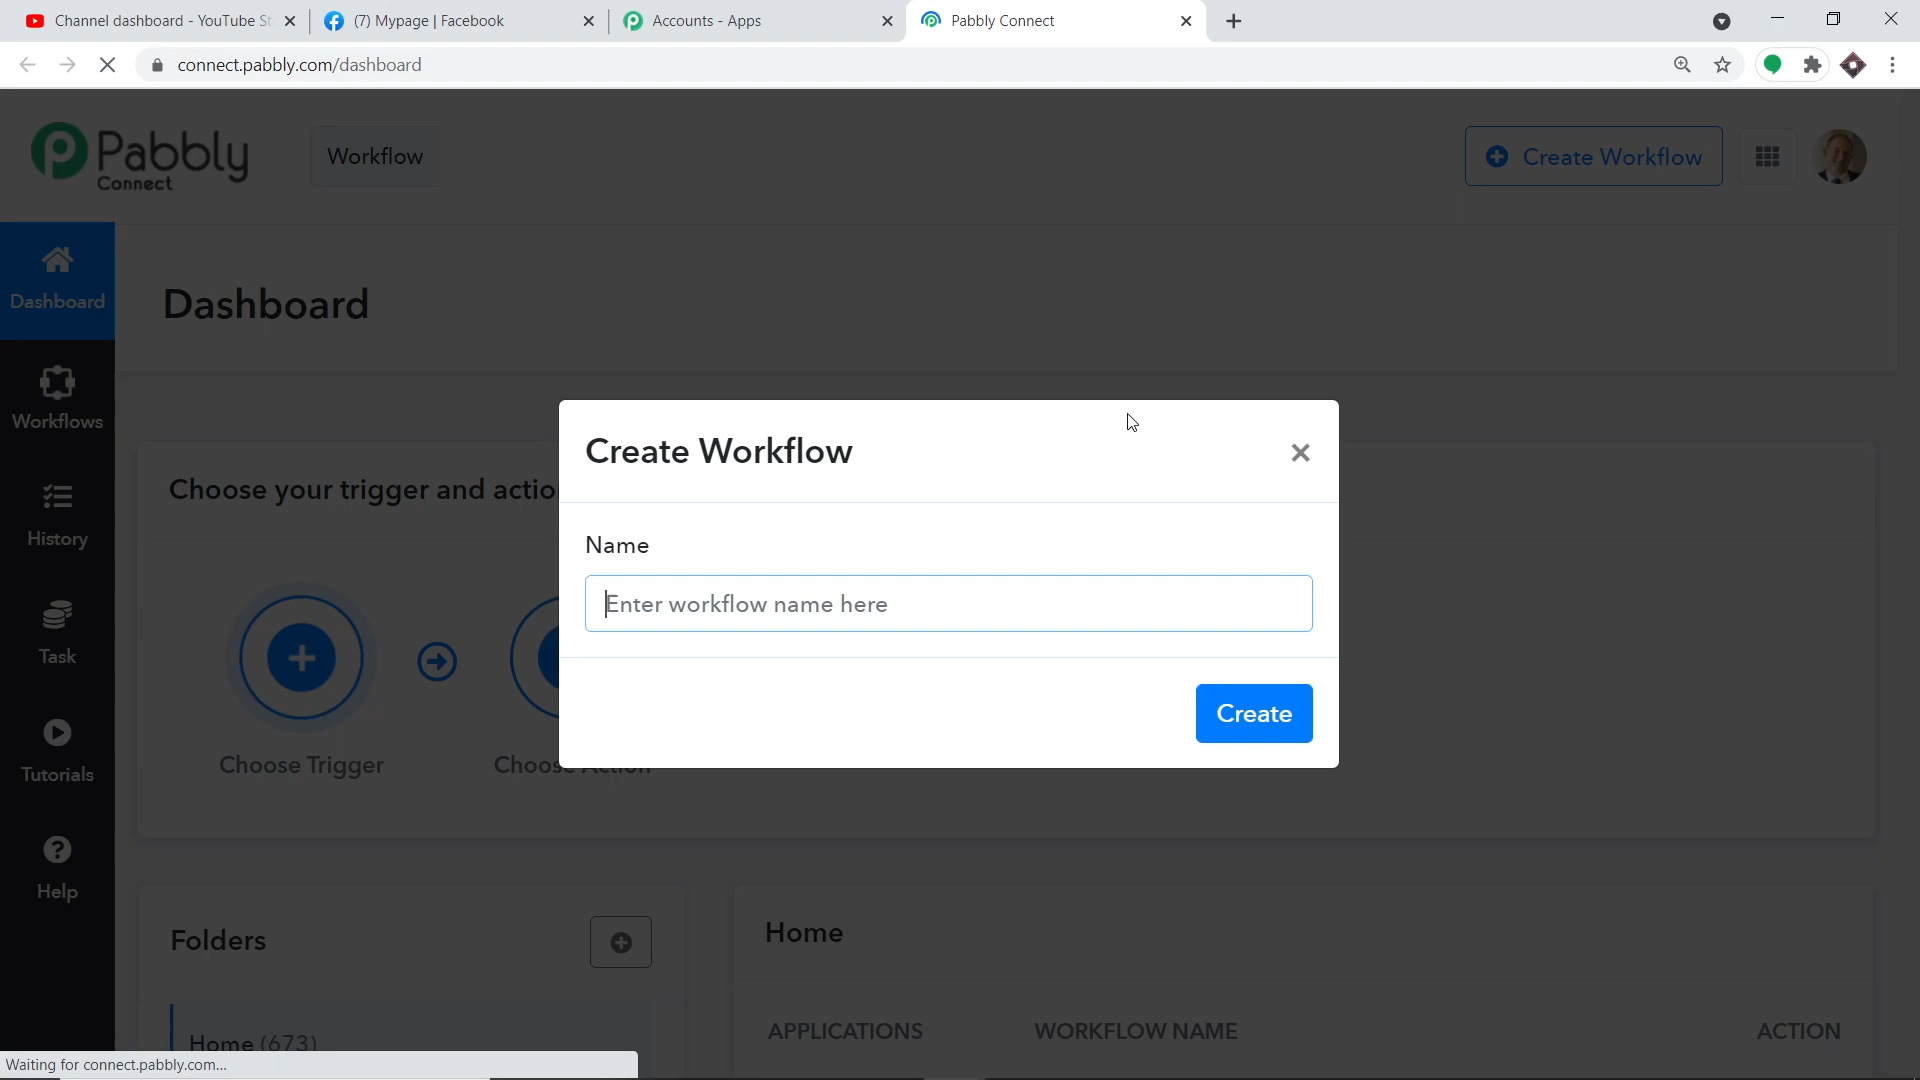 Channel dashboard - YouTube St
(7) Mypage | Facebook
Accounts - Apps
Pabbly Connect
connect.pabbly.com/dashboard
Pabbly
Connect
Workflow
Create Workflow
Dashboard
Dashboard
Workflows
History
Task
Tutorials
Help
Choose your trigger and actio
Choose Trigger
Choose Action
Create Workflow
Name
Enter workflow name here
Create
Folders
Home (673)
Home
APPLICATIONS WORKFLOW NAME ACTION
Waiting for connect.pabbly.com...